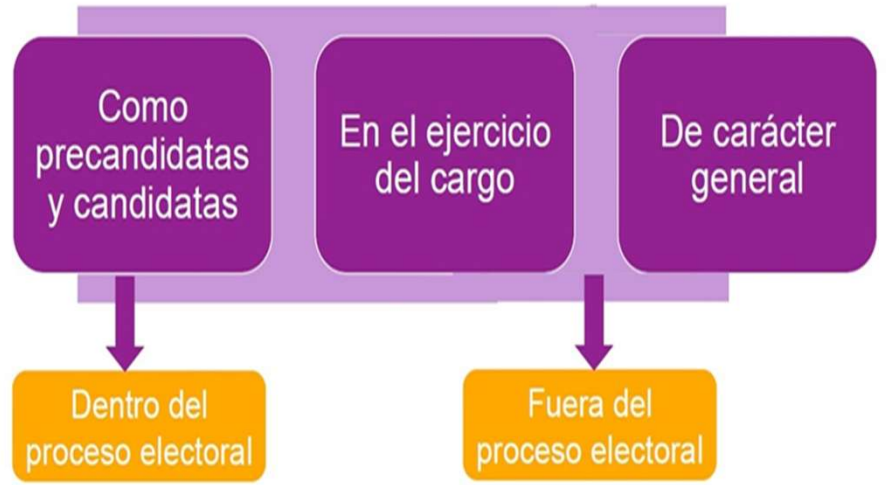 Como
precandidatas
y candidatas
En el ejercicio
del cargo
De carácter
general
Dentro del
proceso electoral
Fuera del
proceso electoral